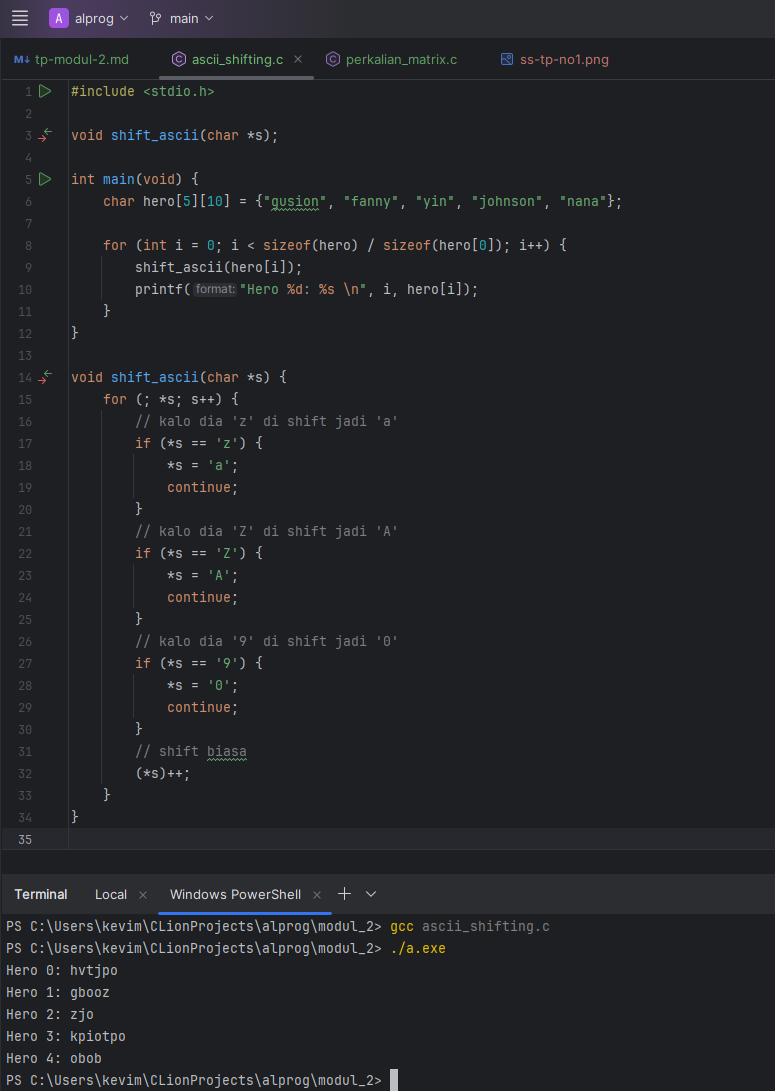 A alprog main
M↓ tp-modul-2.md ascii_shifting.c × perkalian_matrix.c ss-tp-no1.png
1 #include <stdio.h>
2
3 void shift_ascii(char *s);
4
5 int main(void) {
6     char hero[5][10] = {"gusion", "fanny", "yin", "johnson", "nana"};
7
8     for (int i = 0; i < sizeof(hero) / sizeof(hero[0]); i++) {
9         shift_ascii(hero[i]);
10         printf( format: "Hero %d: %s \n", i, hero[i]);
11     }
12 }
13
14 void shift_ascii(char *s) {
15     for (; *s; s++) {
16         // kalo dia 'z' di shift jadi 'a'
17         if (*s == 'z') {
18             *s = 'a';
19             continue;
20         }
21         // kalo dia 'Z' di shift jadi 'A'
22         if (*s == 'Z') {
23             *s = 'A';
24             continue;
25         }
26         // kalo dia '9' di shift jadi '0'
27         if (*s == '9') {
28             *s = '0';
29             continue;
30         }
31         // shift biasa
32         (*s)++;
33     }
34 }
35
Terminal Local × Windows PowerShell × +
PS C:\Users\kevim\CLionProjects\alprog\modul_2> gcc ascii_shifting.c
PS C:\Users\kevim\CLionProjects\alprog\modul_2> ./a.exe
Hero 0: hvtjpo
Hero 1: gbooz
Hero 2: zjo
Hero 3: kpiotpo
Hero 4: obob
PS C:\Users\kevim\CLionProjects\alprog\modul_2>